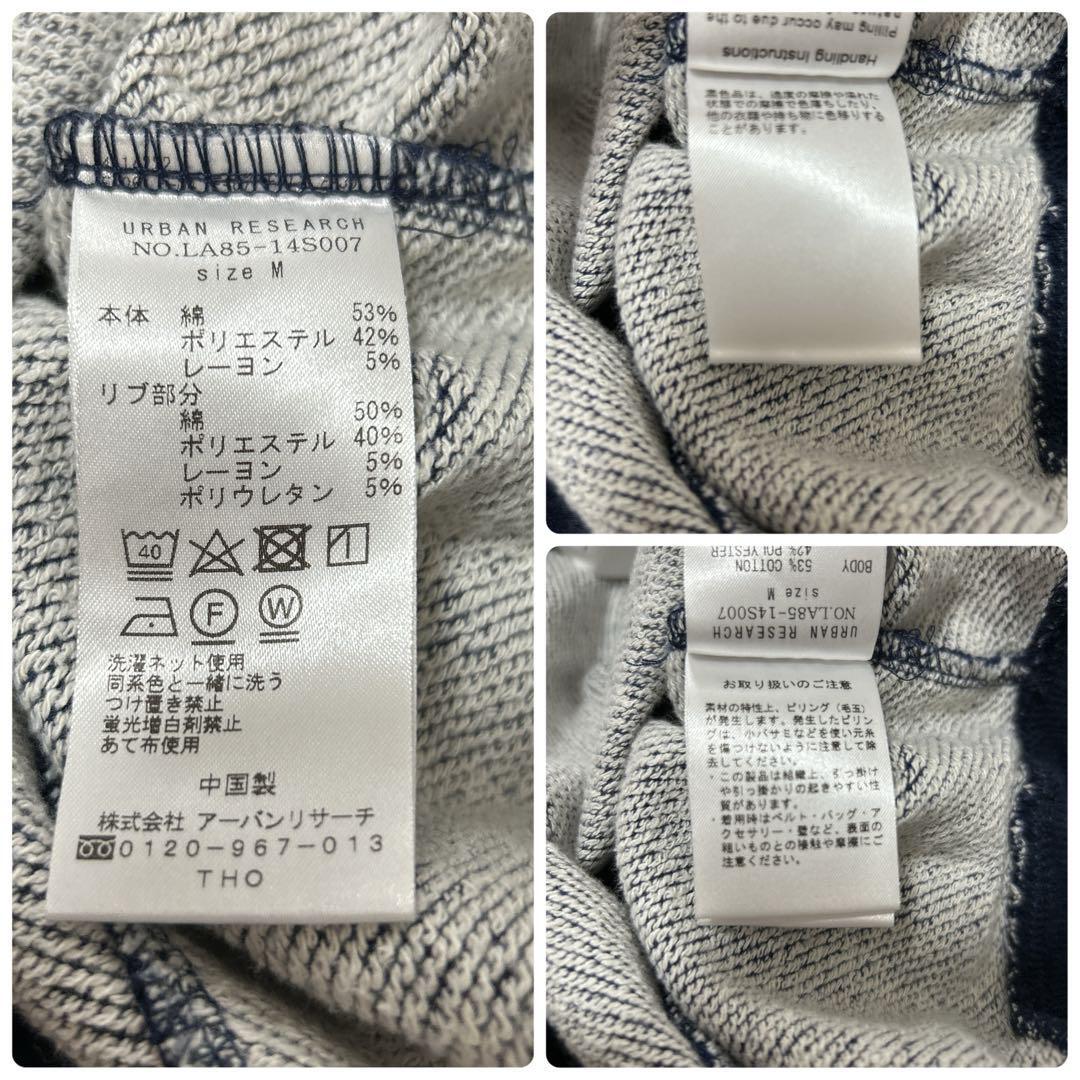 URBAN RESEARCH
NO.LA85-14S007
size M
本体 綿 53%
ポリエステル 42%
レーヨン 5%
リブ部分
綿 50%
ポリエステル 40%
レーヨン 5%
ポリウレタン 5%
40
F
W
洗濯ネット使用
同系色と一緒に洗う
つけ置き禁止
蛍光増白剤禁止
あて布使用
中国製
株式会社 アーバンリサーチ
0120-967-013
THO
Handling Instructions
Pilling may occur due to the
濃色品は、過度の摩擦や濡れた
状態での摩擦で色落ちしたり、
他の衣類や持ち物に色移りする
ことがあります。
URBAN RESEARCH
NO.LA85-14S007
size M
BODY 53% COTTON
42% POLYESTER
お取り扱いのご注意
素材の特性上、ピリング（毛玉）
が発生します。発生したピリン
グは、小バサミなどを使い元糸
を傷つけないように注意して除
去してください。
・この製品は組織上、引っ掛け
や引っ掛かりの起きやすい性
質があります。
・着用時はベルト・バッグ・ア
クセサリー・壁など、表面の
粗いものとの接触や摩擦にご
注意ください。